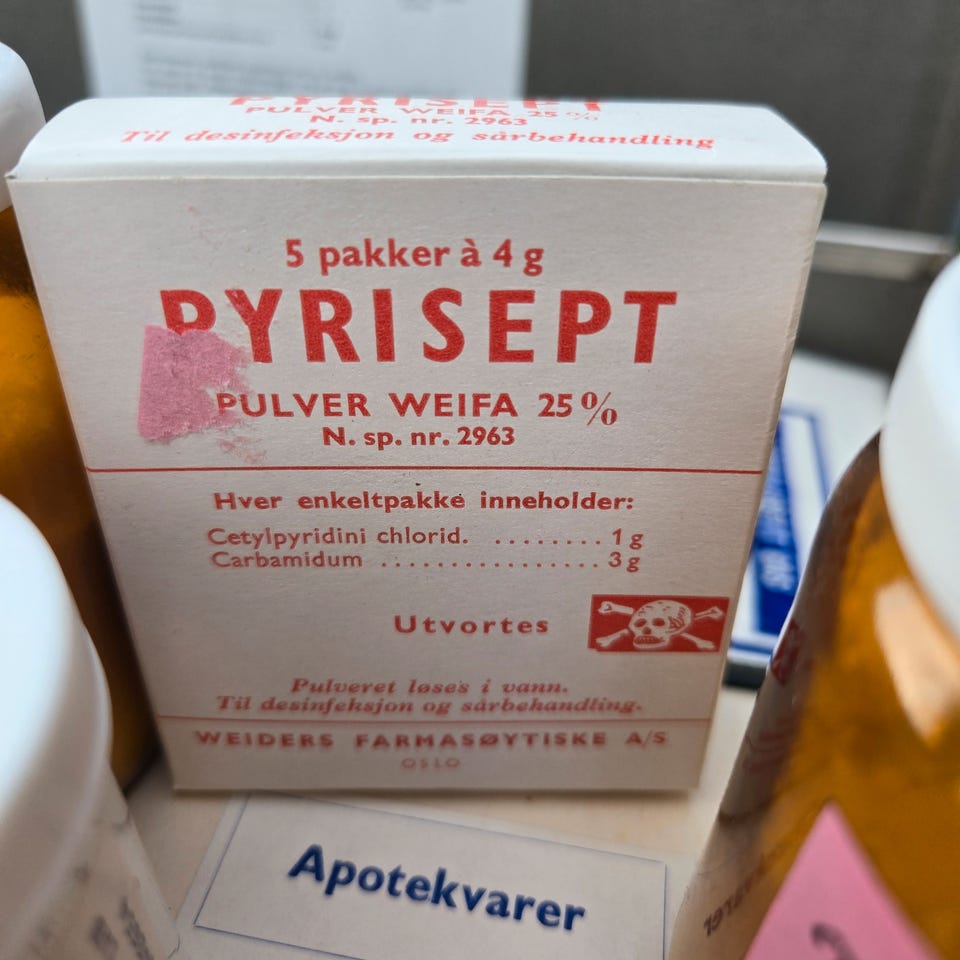 PYRISEPT
PULVER WEIFA 25%
N. sp. nr. 2963
Til desinfeksjon og sårbehandling
5 pakker à 4 g
PYRISEPT
PULVER WEIFA 25%
N. sp. nr. 2963
Hver enkeltpakke inneholder:
Cetylpyridini chlorid. ........ 1 g
Carbamidum ................. 3 g
Utvortes
Pulveret løses i vann.
Til desinfeksjon og sårbehandling.
WEIDERS FARMASØYTISKE A/S
OSLO
Apotekvarer